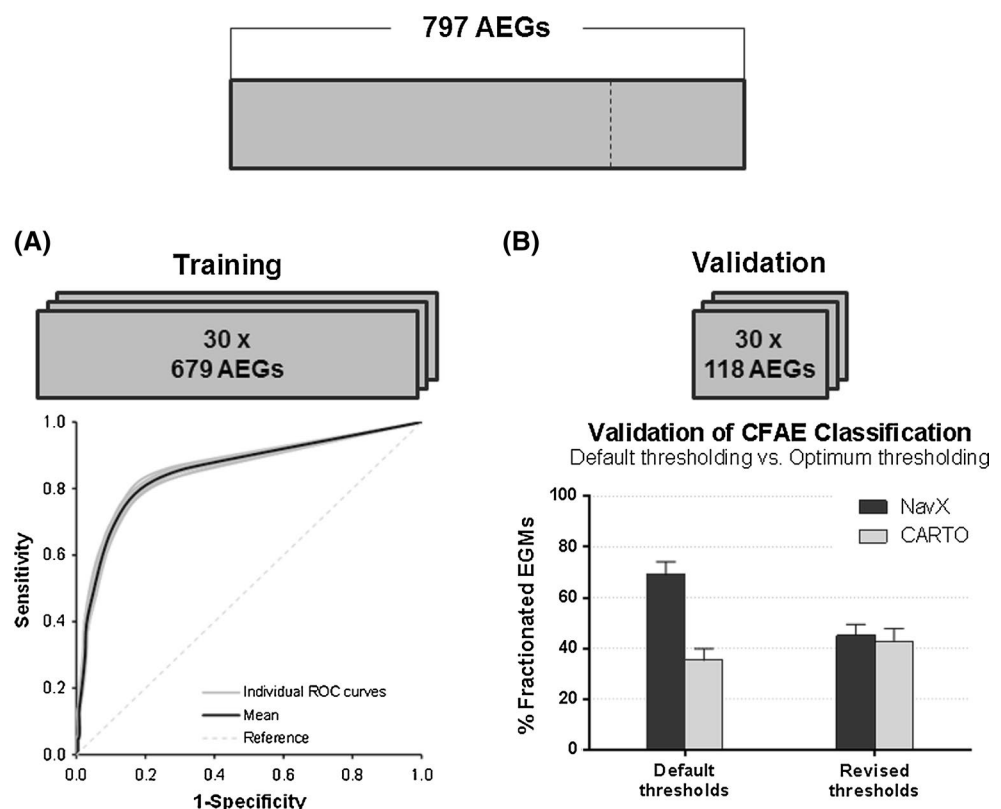 797 AEGs
(A)
Training
30 x
679 AEGs
1.0
0.8
0.6
0.4
0.2
0.0
Sensitivity
Individual ROC curves
Mean
Reference
0.0 0.2 0.4 0.6 0.8 1.0
1-Specificity
(B)
Validation
30 x
118 AEGs
Validation of CFAE Classification
Default thresholding vs. Optimum thresholding
100
80
60
40
20
0
% Fractionated EGMs
NavX
CARTO
Default
thresholds
Revised
thresholds